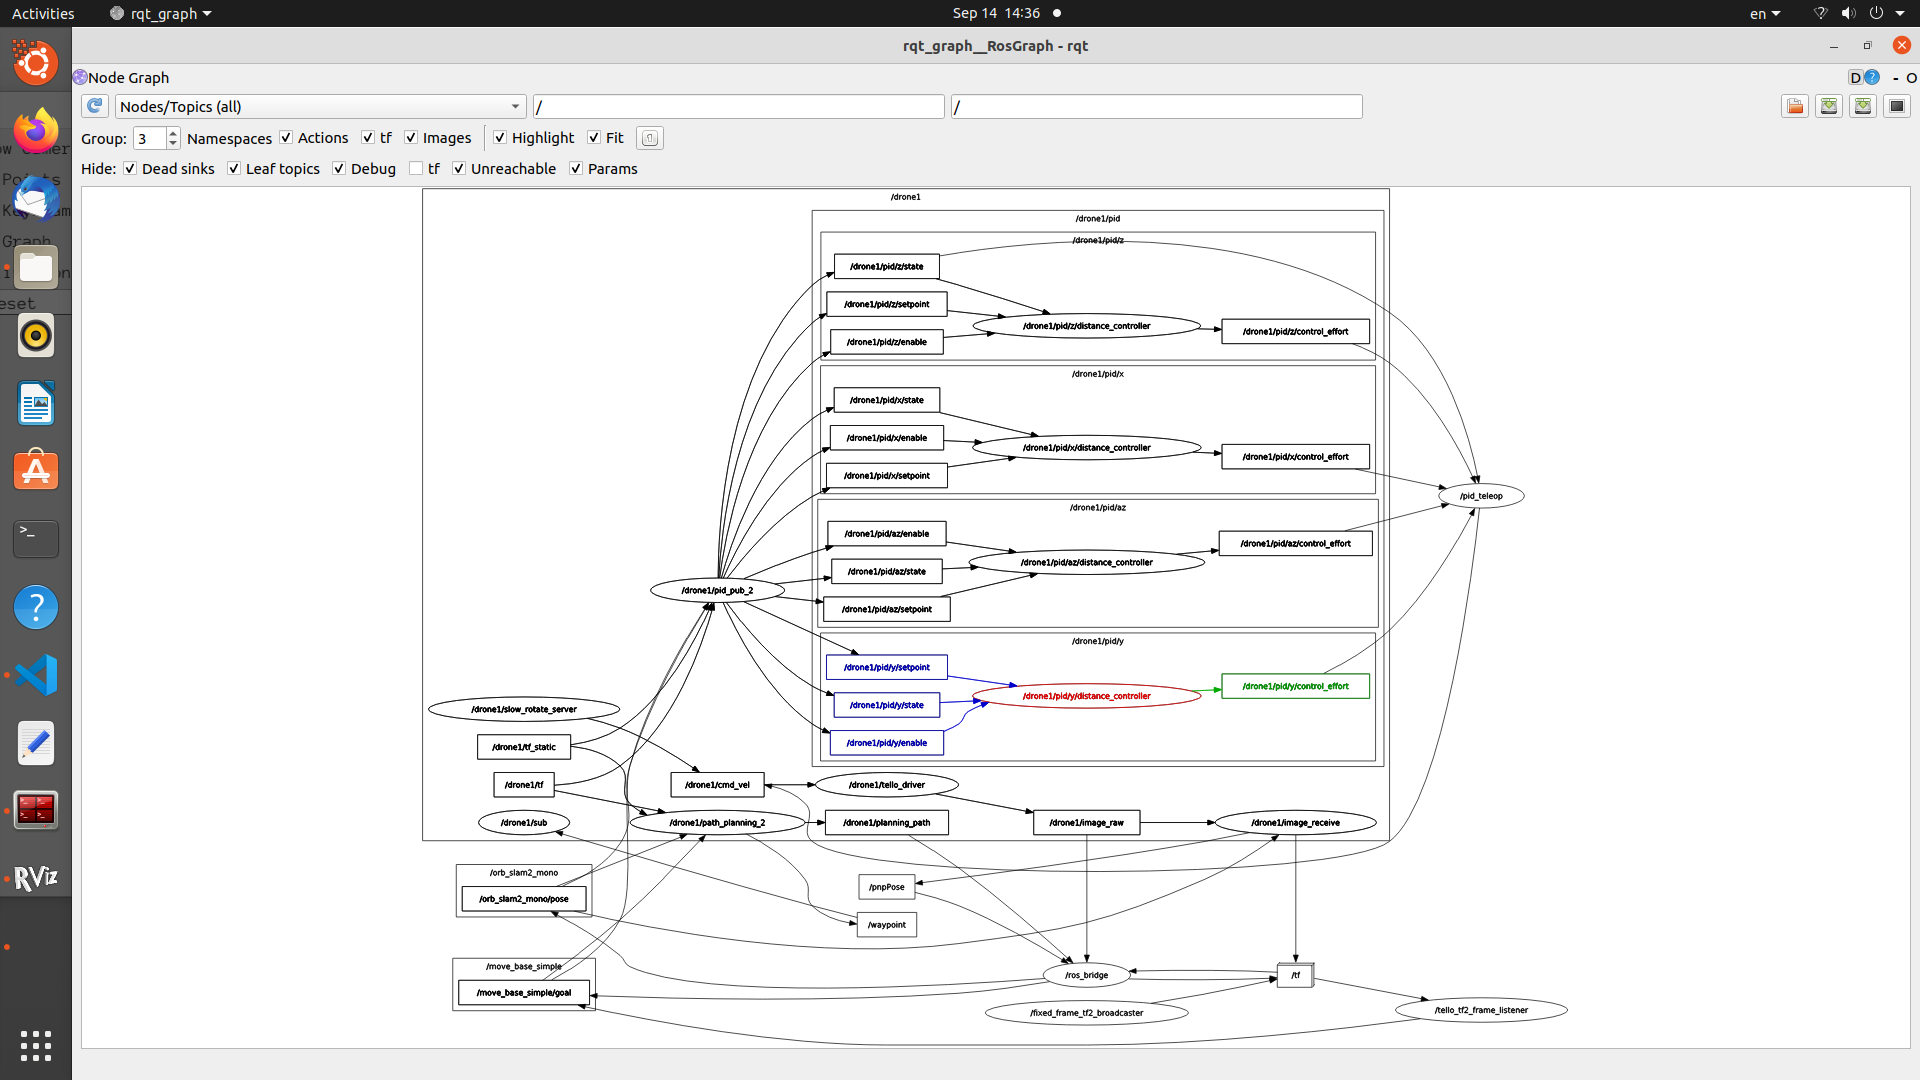 Activities
rqt_graph
Sep 14 14:36
en
rqt_graph__RosGraph - rqt
Node Graph
D
?
- O
Nodes/Topics (all)
/
/
Group: 3 Namespaces Actions tf Images Highlight Fit
Hide: Dead sinks Leaf topics Debug tf Unreachable Params
Points
Graph
eset
>_
?
RViz
/drone1
/drone1/pid
/drone1/pid/z
/drone1/pid/z/state
/drone1/pid/z/setpoint
/drone1/pid/z/distance_controller
/drone1/pid/z/control_effort
/drone1/pid/z/enable
/drone1/pid/x
/drone1/pid/x/state
/drone1/pid/x/enable
/drone1/pid/x/distance_controller
/drone1/pid/x/control_effort
/drone1/pid/x/setpoint
/pid_teleop
/drone1/pid/az
/drone1/pid/az/enable
/drone1/pid/az/control_effort
/drone1/pid/az/distance_controller
/drone1/pid/az/state
/drone1/pid_pub_2
/drone1/pid/az/setpoint
/drone1/pid/y
/drone1/pid/y/setpoint
/drone1/pid/y/control_effort
/drone1/pid/y/distance_controller
/drone1/pid/y/state
/drone1/slow_rotate_server
/drone1/pid/y/enable
/drone1/tf_static
/drone1/tf
/drone1/cmd_vel
/drone1/tello_driver
/drone1/sub
/drone1/path_planning_2
/drone1/planning_path
/drone1/image_raw
/drone1/image_receive
/orb_slam2_mono
/orb_slam2_mono/pose
/pnpPose
/waypoint
/move_base_simple
/move_base_simple/goal
/ros_bridge
/tf
/fixed_frame_tf2_broadcaster
/tello_tf2_frame_listener